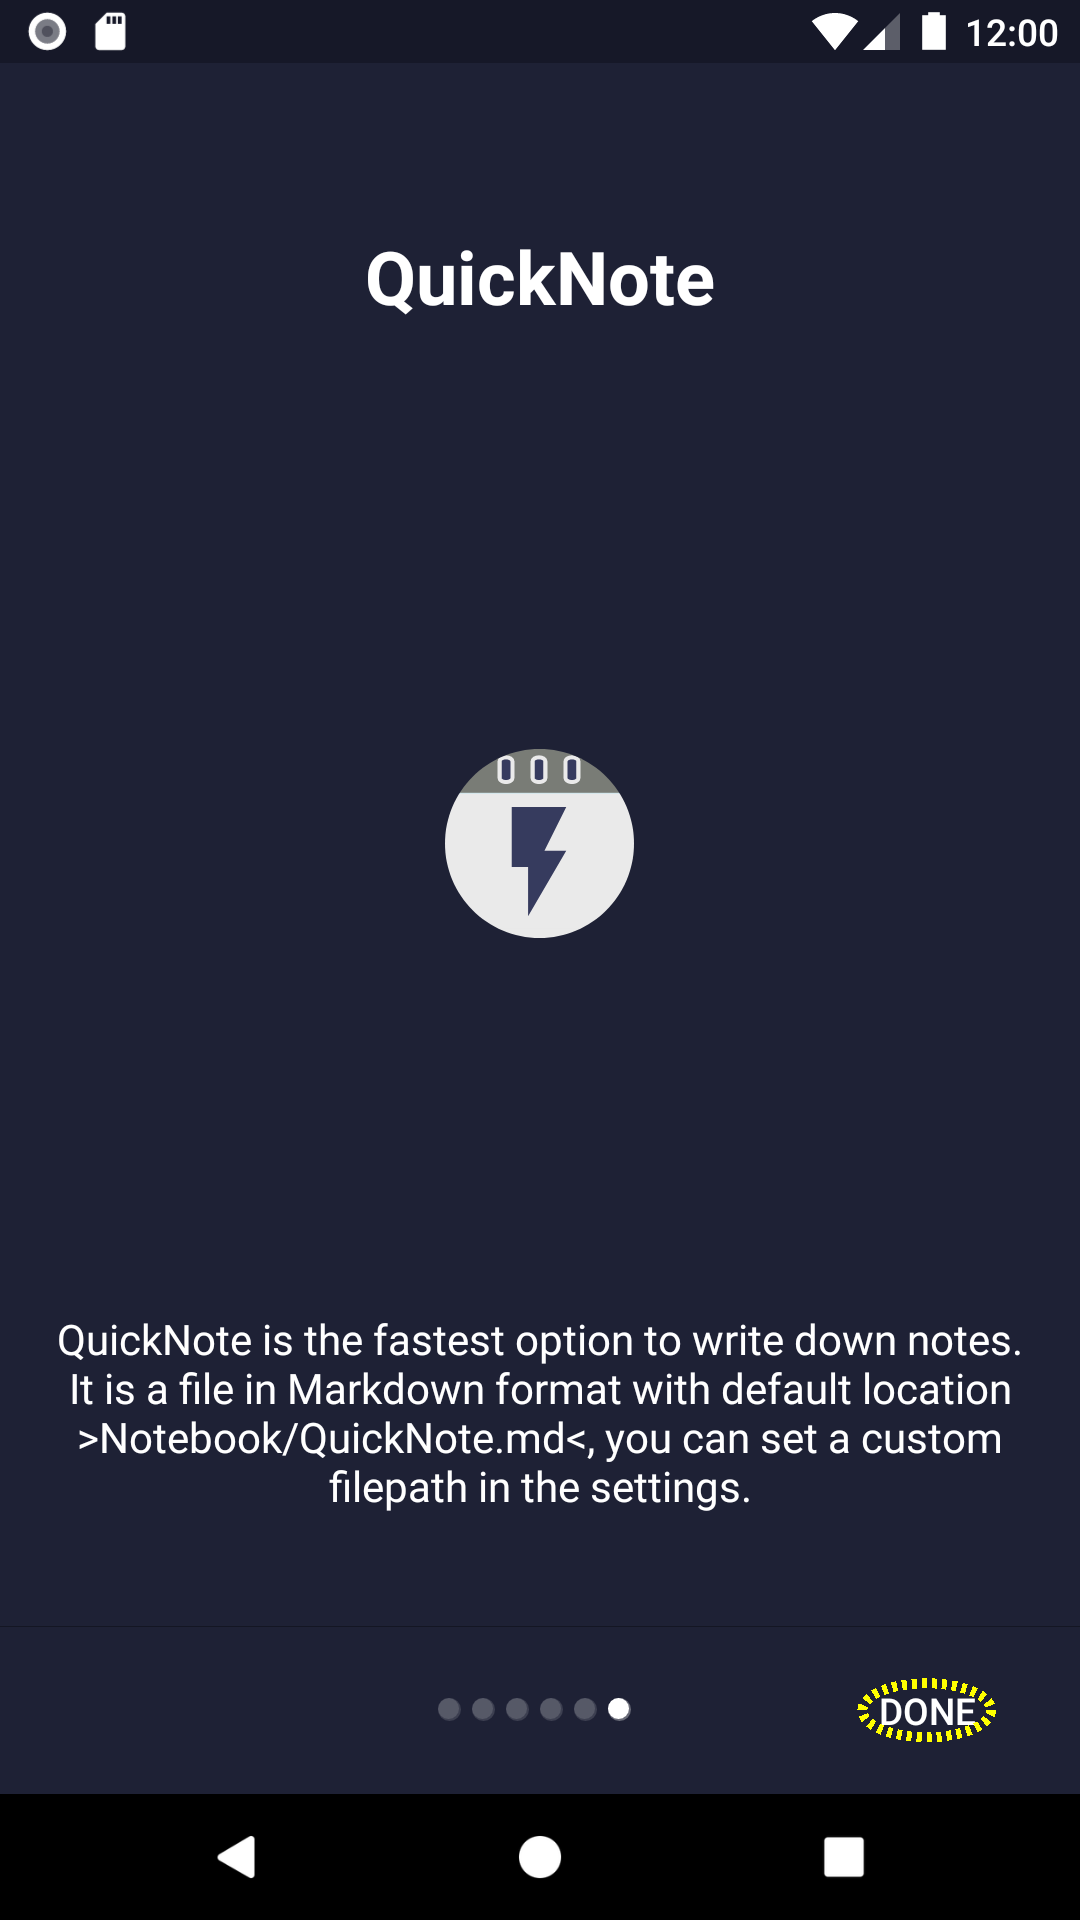 12:00
QuickNote
QuickNote is the fastest option to write down notes.
It is a file in Markdown format with default location
>Notebook/QuickNote.md<, you can set a custom
filepath in the settings.
DONE